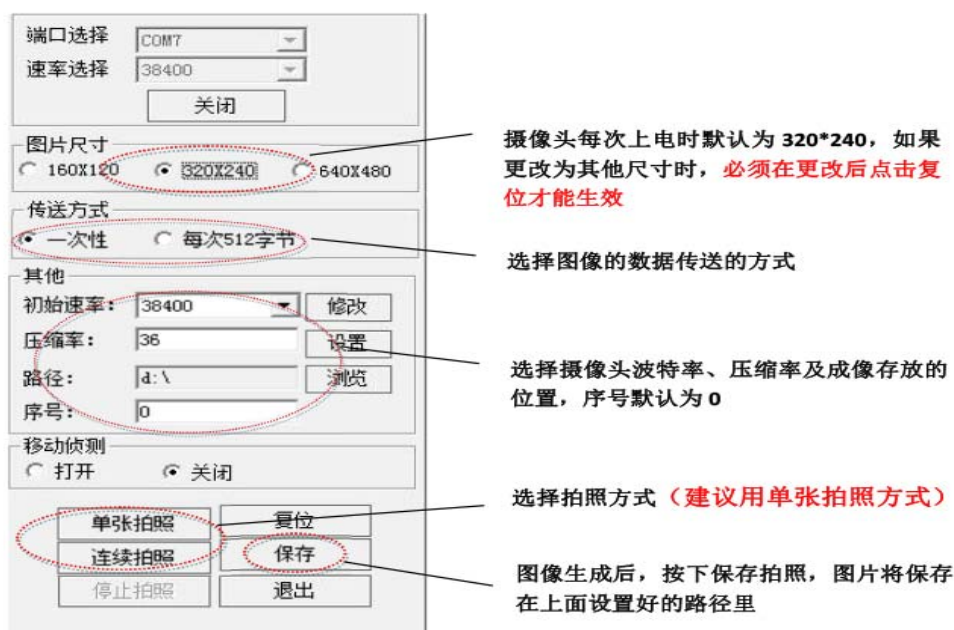 端口选择 COM7
速率选择 38400
关闭
图片尺寸
160X120 320X240 640X480
传送方式
一次性 每次512字节
其他
初始速率： 38400 修改
压缩率： 36 设置
路径： d:\ 浏览
序号： 0
移动侦测
打开 关闭
单张拍照 复位
连续拍照 保存
停止拍照 退出
摄像头每次上电时默认为 320*240，如果
更改为其他尺寸时，必须在更改后点击复
位才能生效
选择图像的数据传送的方式
选择摄像头波特率、压缩率及成像存放的
位置，序号默认为 0
选择拍照方式（建议用单张拍照方式）
图像生成后，按下保存拍照，图片将保存
在上面设置好的路径里